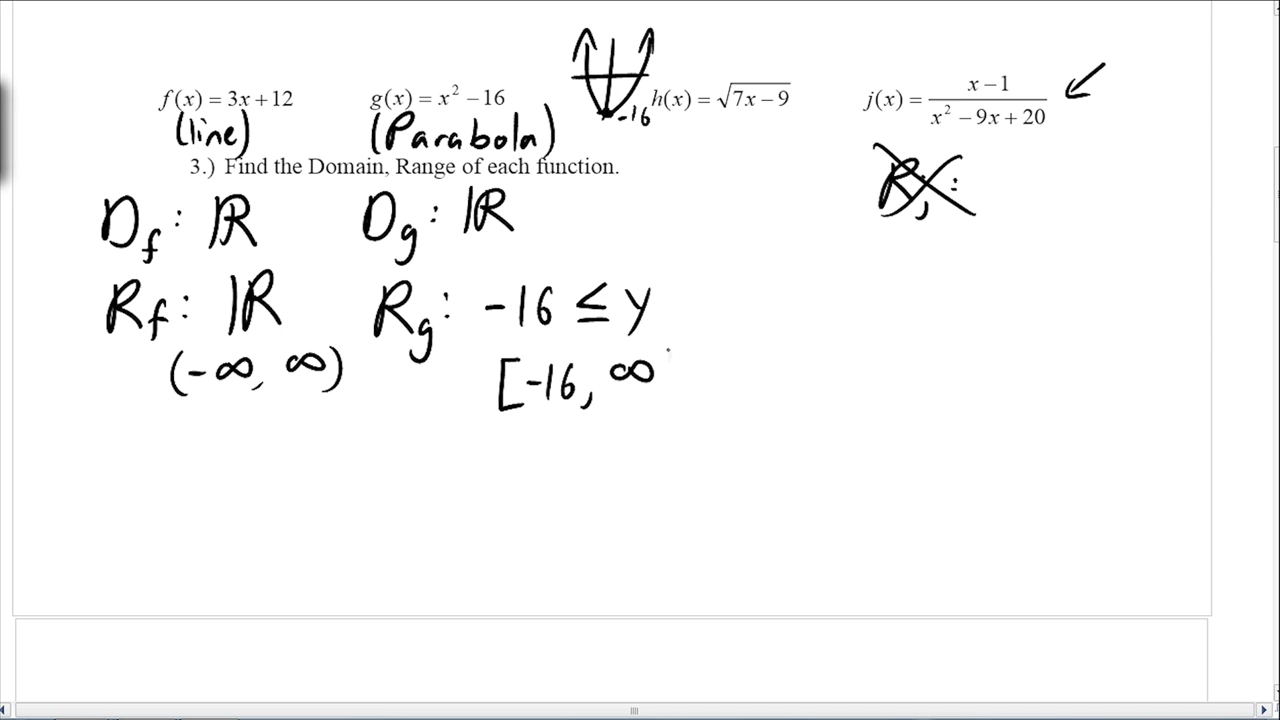 f(x) = 3x + 12 g(x) = x² − 16 h(x) = √(7x − 9) j(x) = (x − 1)/(x² − 9x + 20)
(line) (Parabola) -16
3.) Find the Domain, Range of each function.
R_j :
D_f : ℝ D_g : ℝ
R_f : ℝ R_g : -16 ≤ y
(-∞, ∞) [-16, ∞